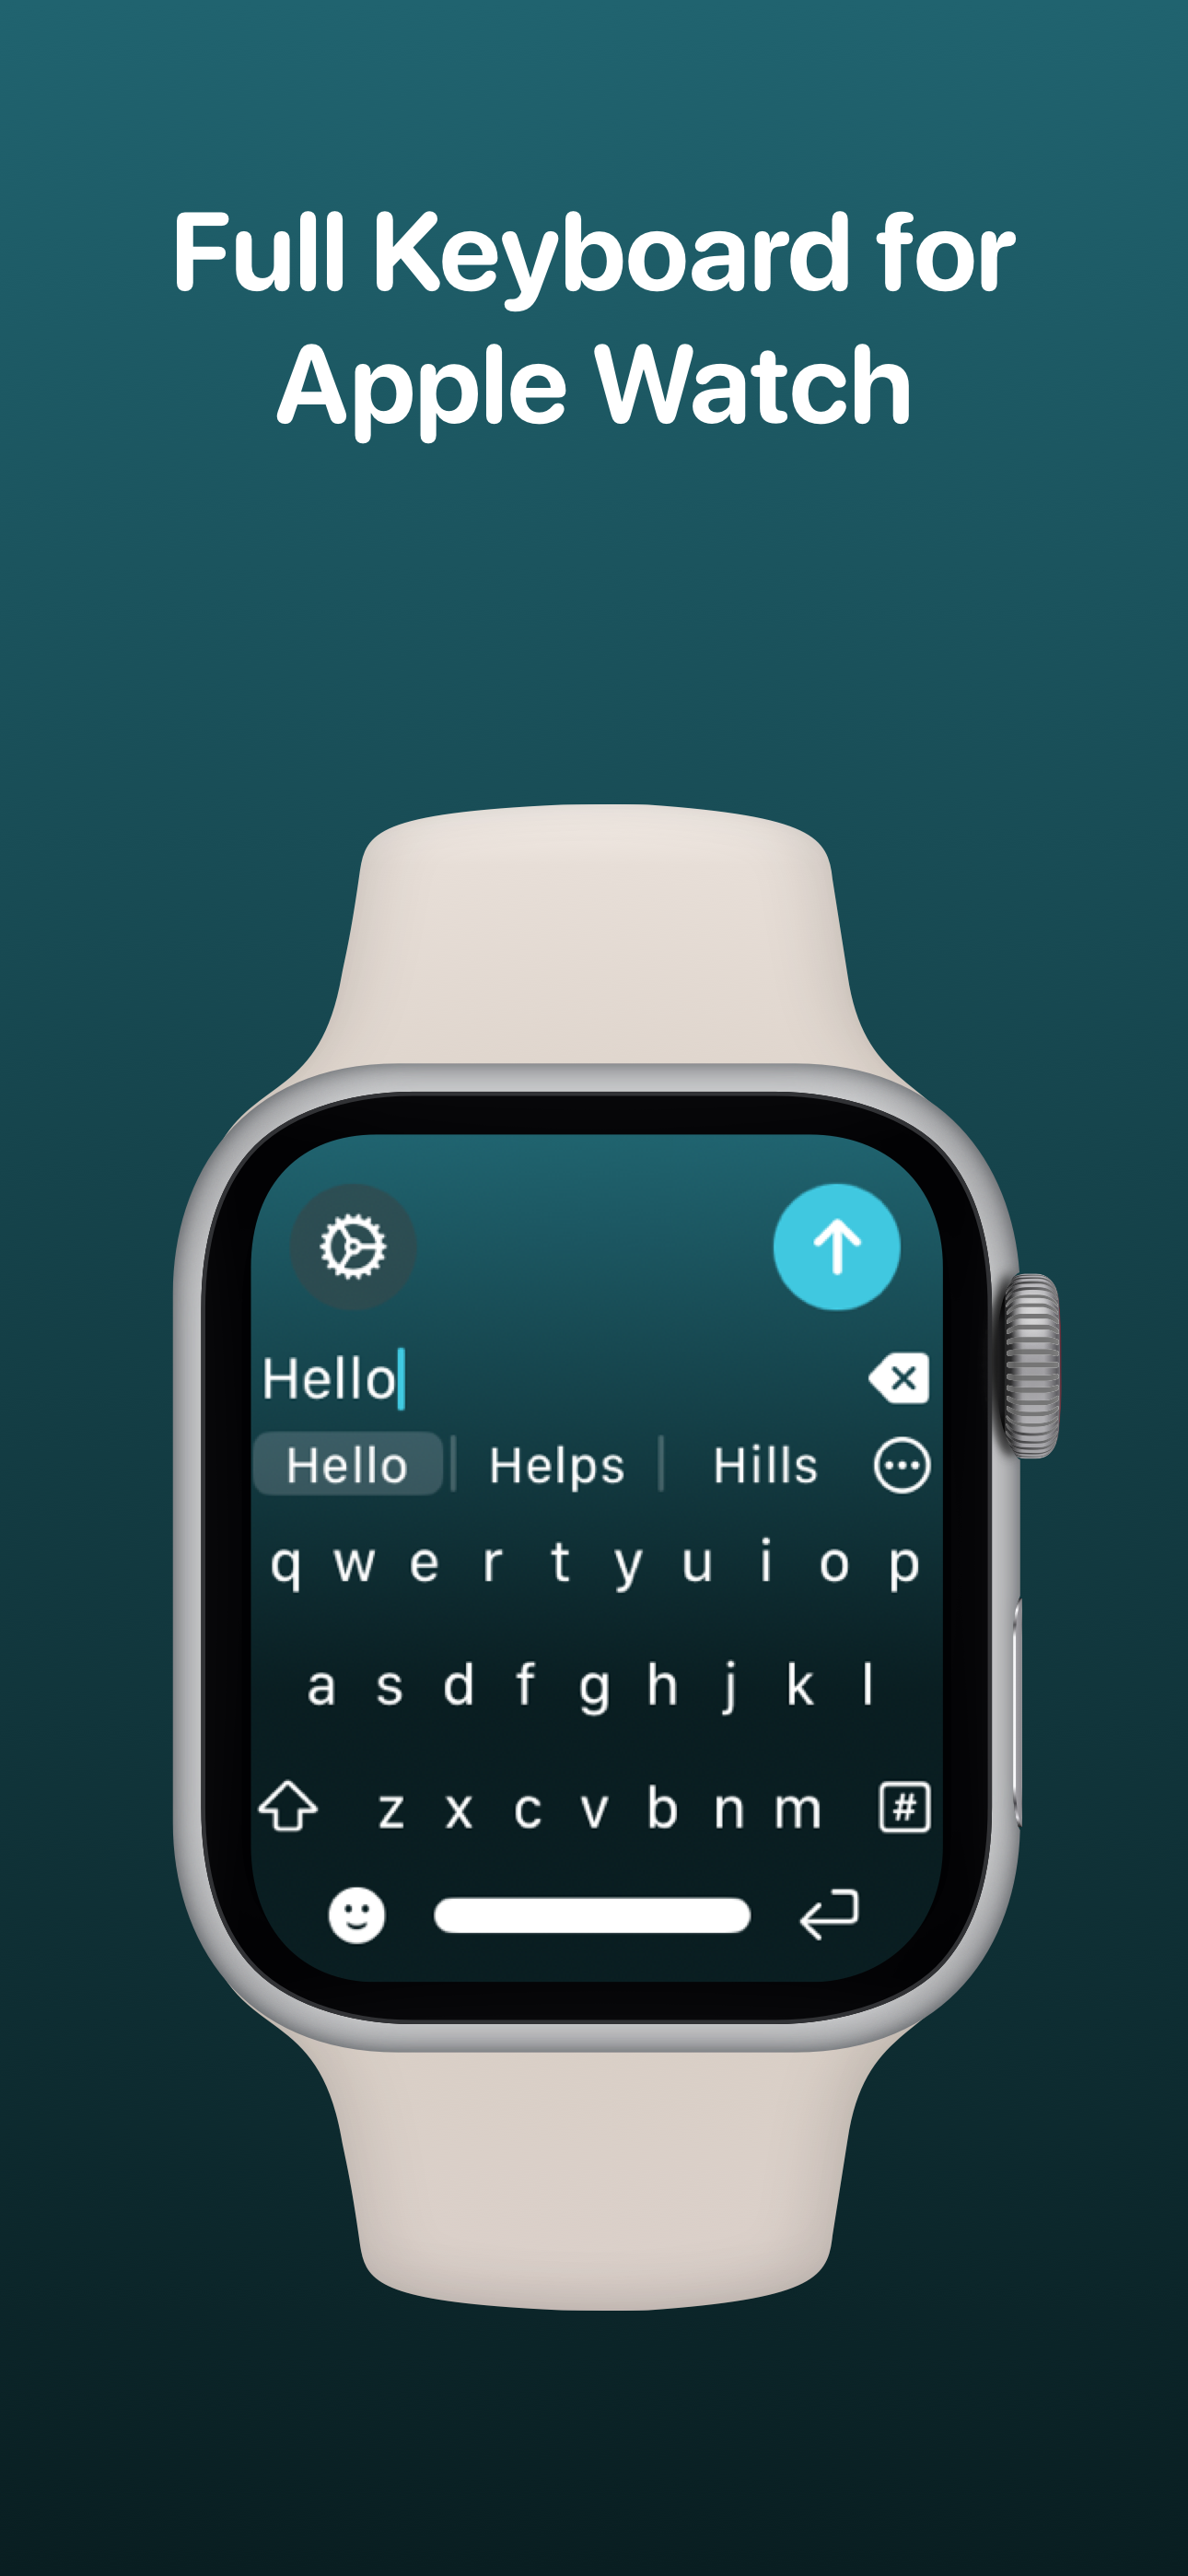 Full Keyboard for
Apple Watch
Hello
Hello Helps Hills
q w e r t y u i o p
a s d f g h j k l
z x c v b n m #